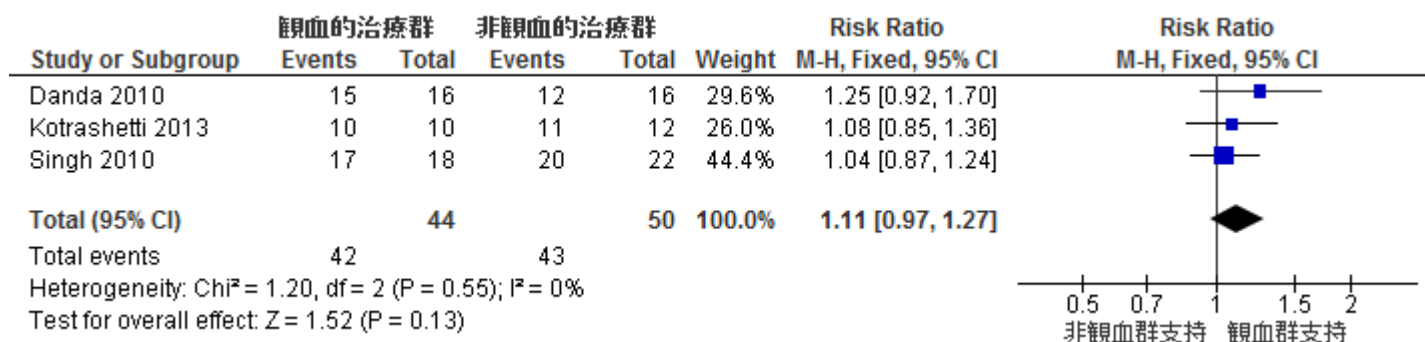 観血的治療群 非観血的治療群 Risk Ratio Risk Ratio
Study or Subgroup Events Total Events Total Weight M-H, Fixed, 95% CI M-H, Fixed, 95% CI
Danda 2010 15 16 12 16 29.6% 1.25 [0.92, 1.70]
Kotrashetti 2013 10 10 11 12 26.0% 1.08 [0.85, 1.36]
Singh 2010 17 18 20 22 44.4% 1.04 [0.87, 1.24]
Total (95% CI) 44 50 100.0% 1.11 [0.97, 1.27]
Total events 42 43
Heterogeneity: Chi² = 1.20, df = 2 (P = 0.55); I² = 0%
Test for overall effect: Z = 1.52 (P = 0.13)
0.5 0.7 1 1.5 2
非観血群支持 観血群支持